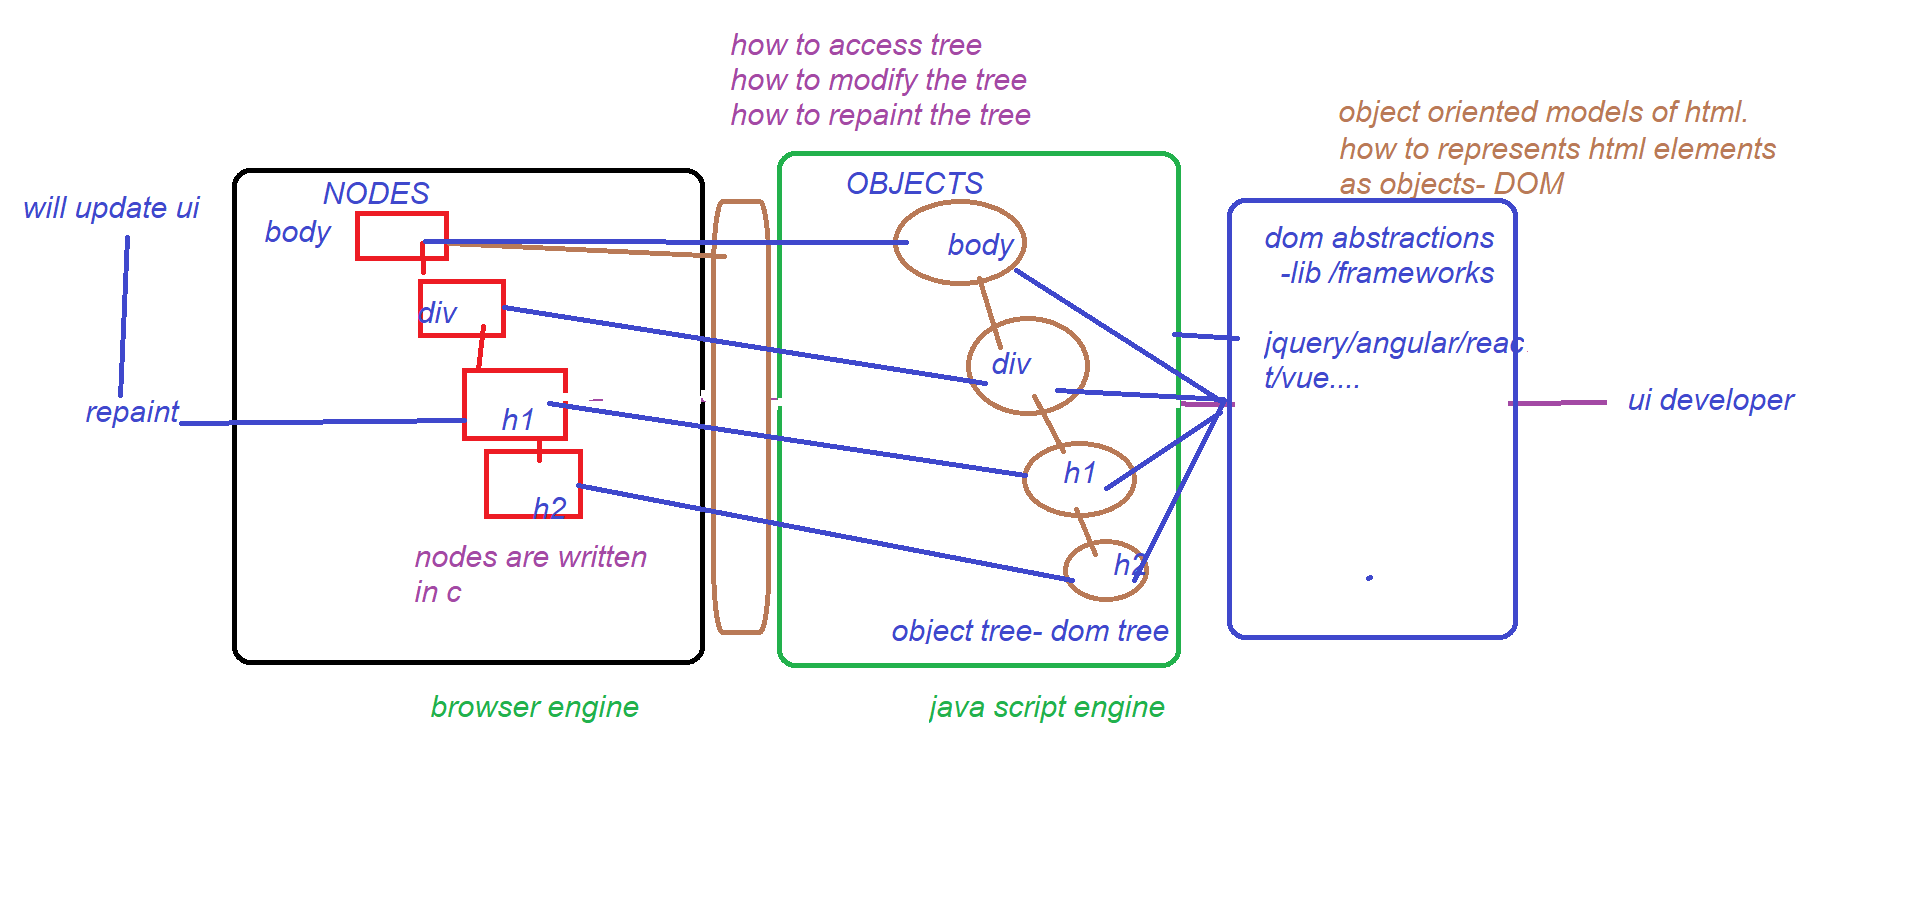 how to access tree
how to modify the tree
how to repaint the tree
object oriented models of html.
how to represents html elements
as objects- DOM
will update ui
repaint
NODES
body
div
h1
h2
nodes are written
in c
browser engine
OBJECTS
body
div
h1
h2
object tree- dom tree
java script engine
dom abstractions
-lib /frameworks
jquery/angular/reac
t/vue....
ui developer